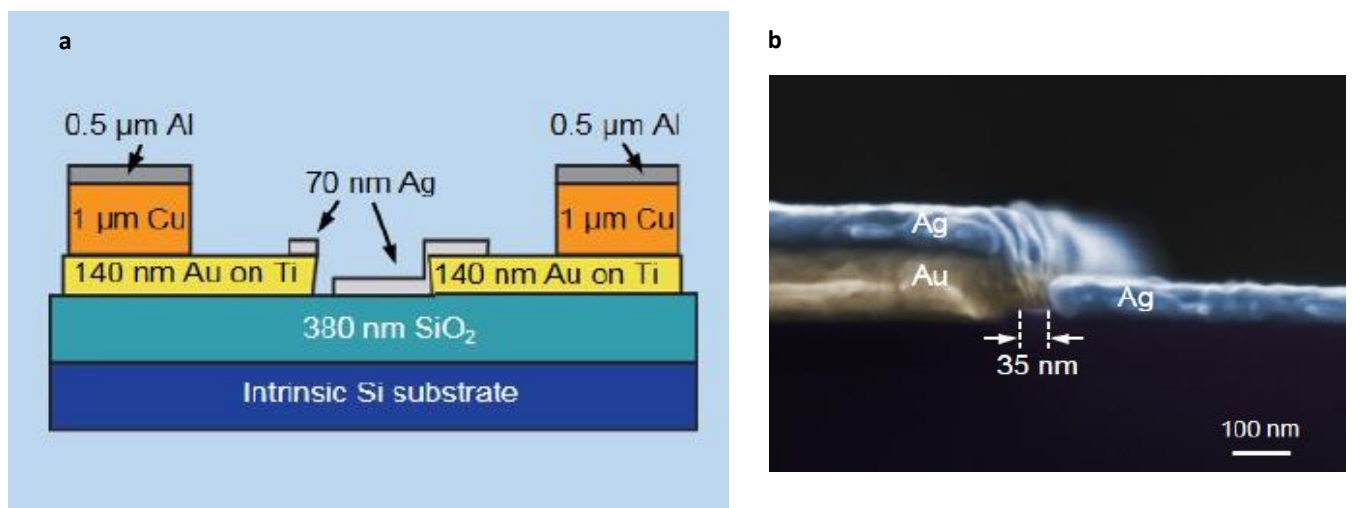 a
0.5 µm Al
0.5 µm Al
70 nm Ag
1 µm Cu
1 µm Cu
140 nm Au on Ti
140 nm Au on Ti
380 nm SiO₂
Intrinsic Si substrate
b
Ag
Au
Ag
35 nm
100 nm